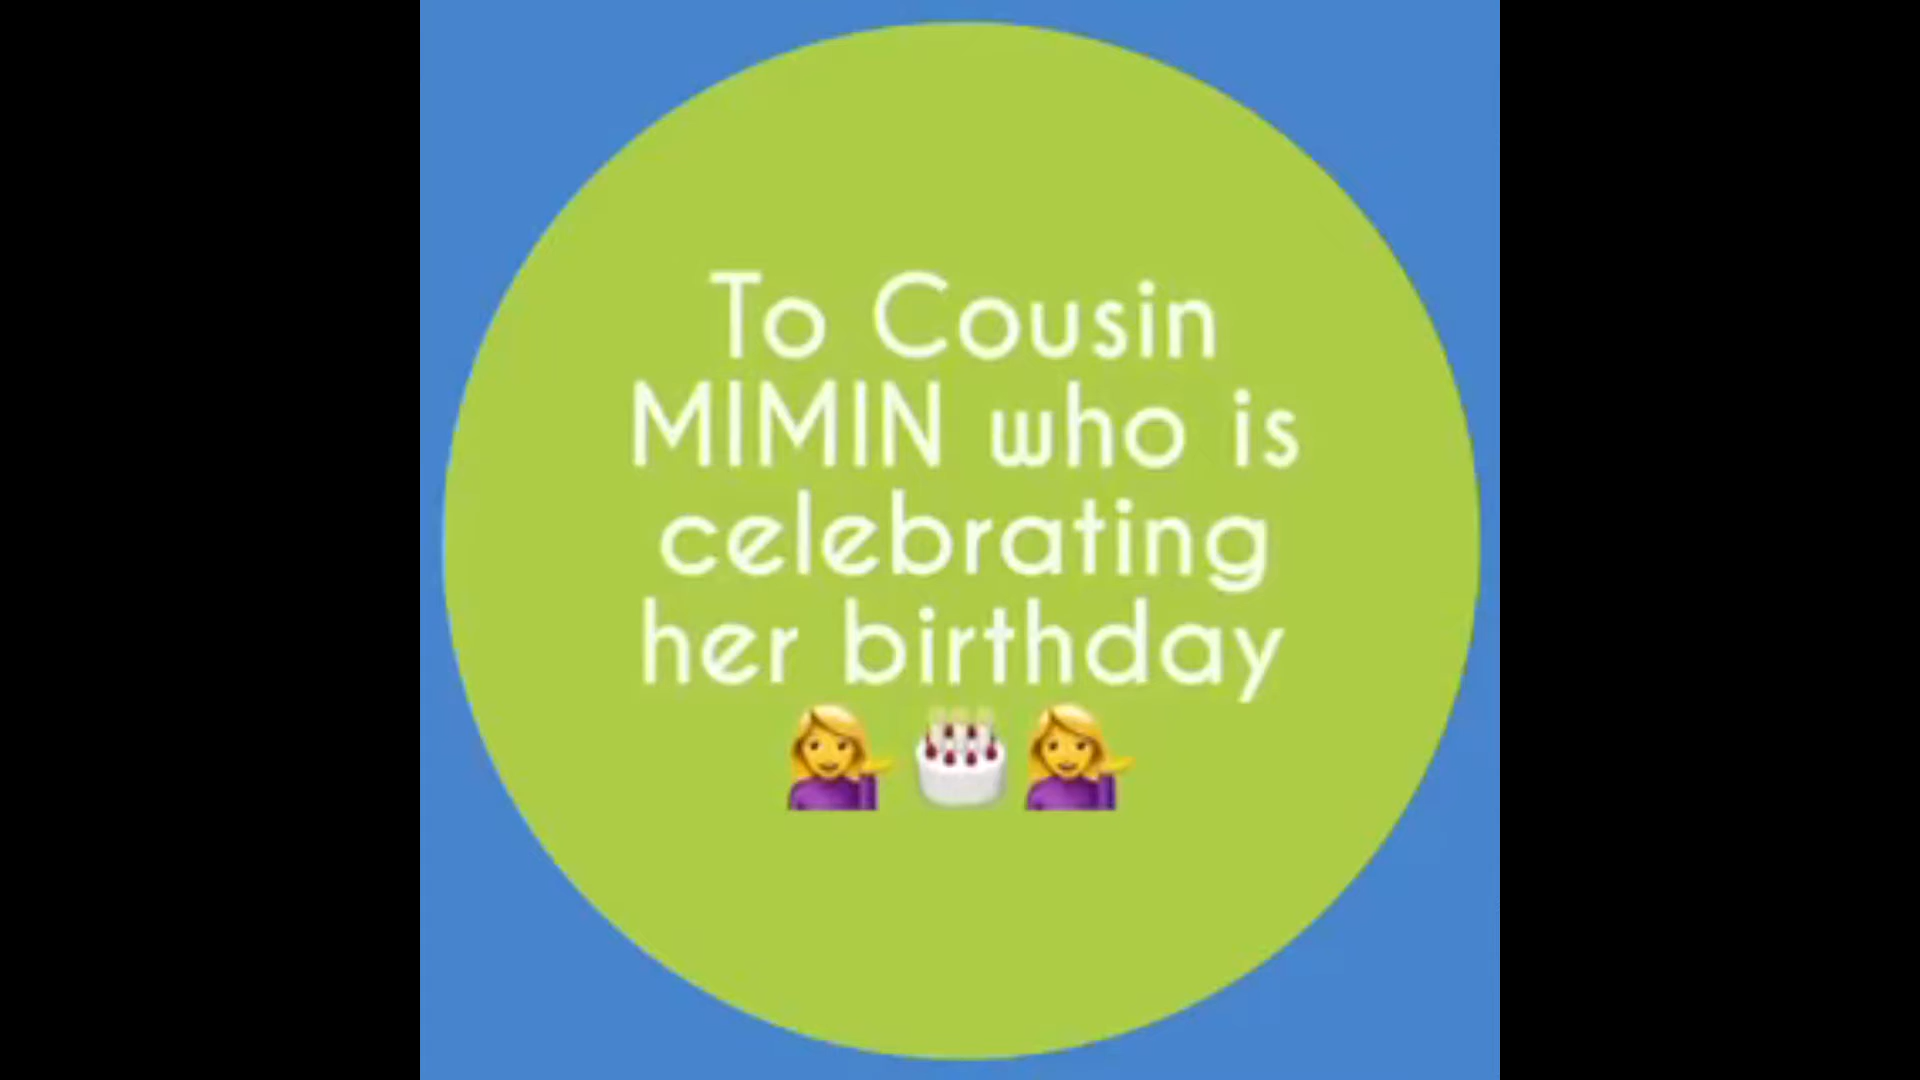 To Cousin
MIMIN who is
celebrating
her birthday
💁🎂💁